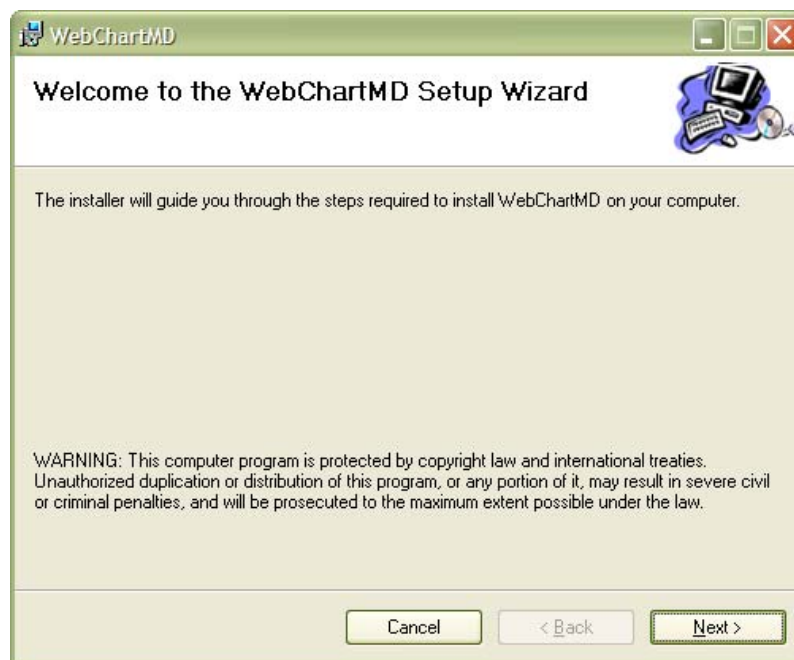 WebChartMD
Welcome to the WebChartMD Setup Wizard
The installer will guide you through the steps required to install WebChartMD on your computer.
WARNING: This computer program is protected by copyright law and international treaties.
Unauthorized duplication or distribution of this program, or any portion of it, may result in severe civil
or criminal penalties, and will be prosecuted to the maximum extent possible under the law.
Cancel < Back Next >